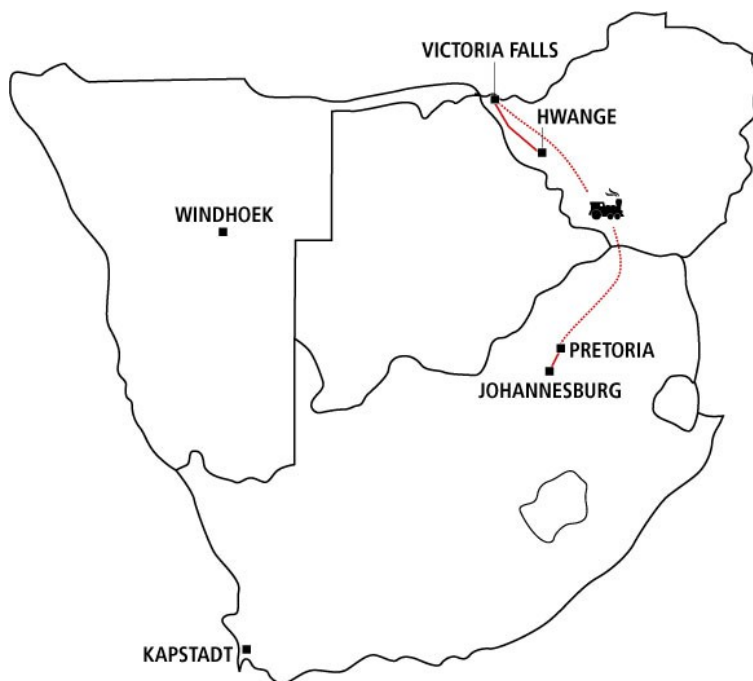 VICTORIA FALLS
HWANGE
WINDHOEK
PRETORIA
JOHANNESBURG
KAPSTADT